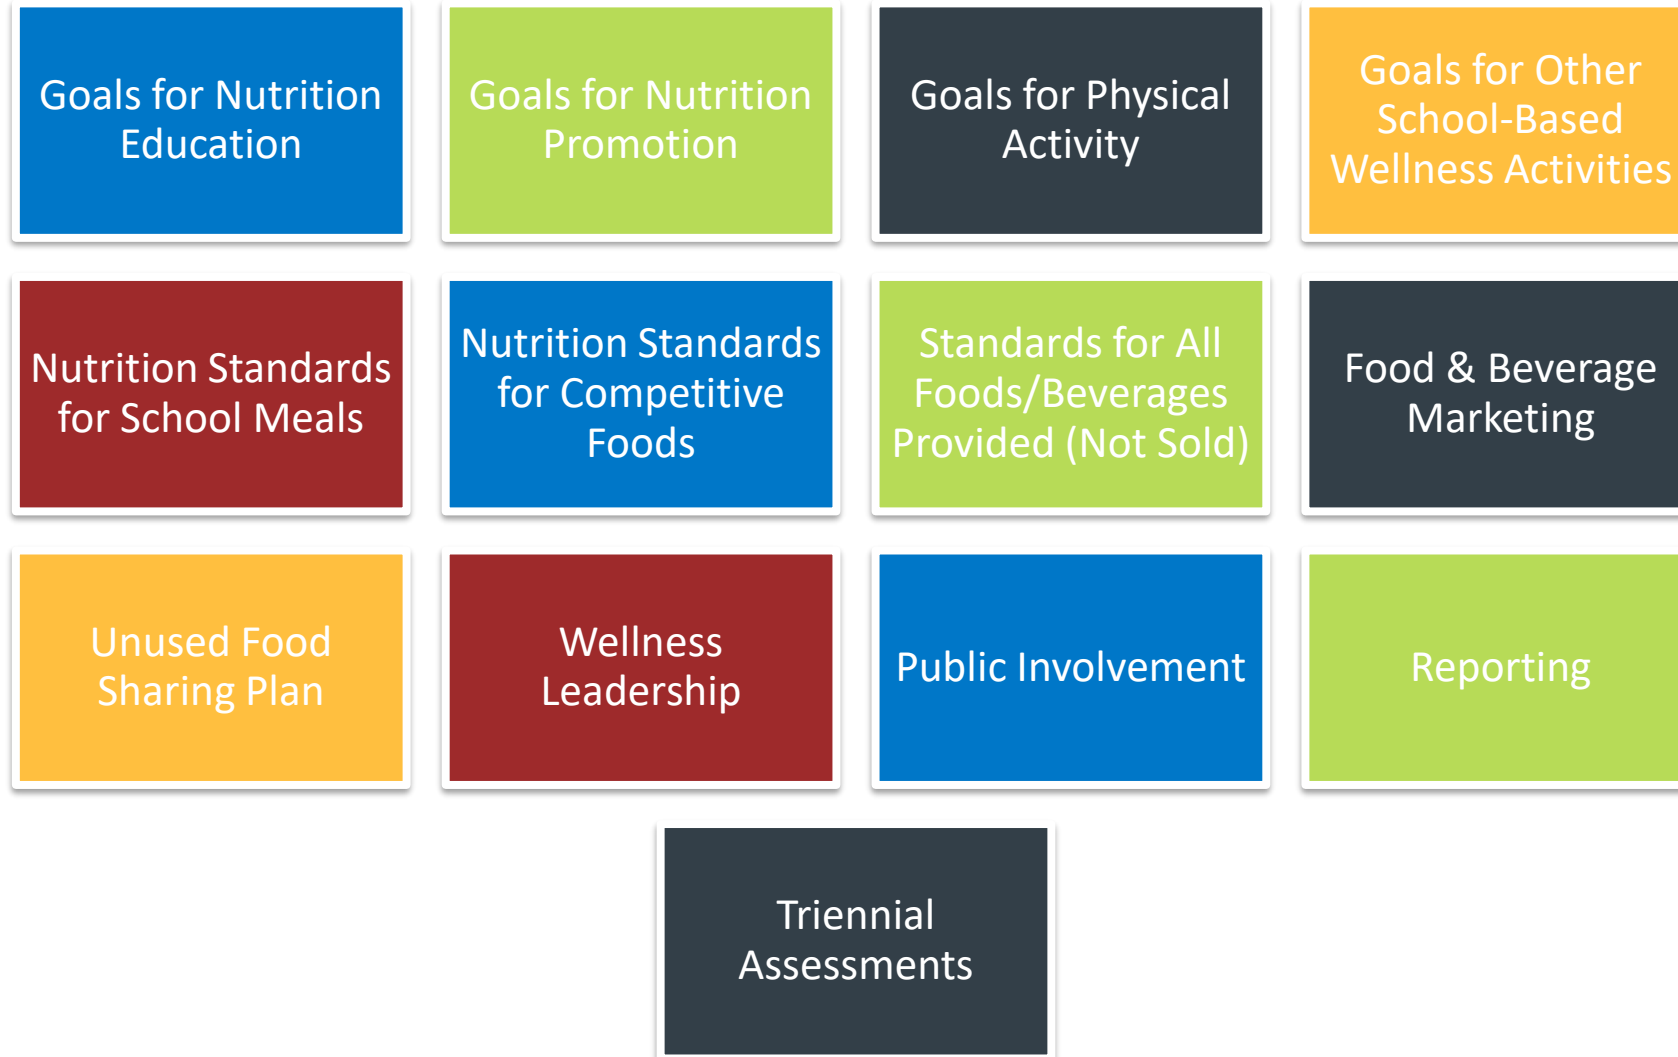 Goals for Nutrition
Education
Goals for Nutrition
Promotion
Goals for Physical
Activity
Goals for Other
School-Based
Wellness Activities
Nutrition Standards
for School Meals
Nutrition Standards
for Competitive
Foods
Standards for All
Foods/Beverages
Provided (Not Sold)
Food & Beverage
Marketing
Unused Food
Sharing Plan
Wellness
Leadership
Public Involvement
Reporting
Triennial
Assessments